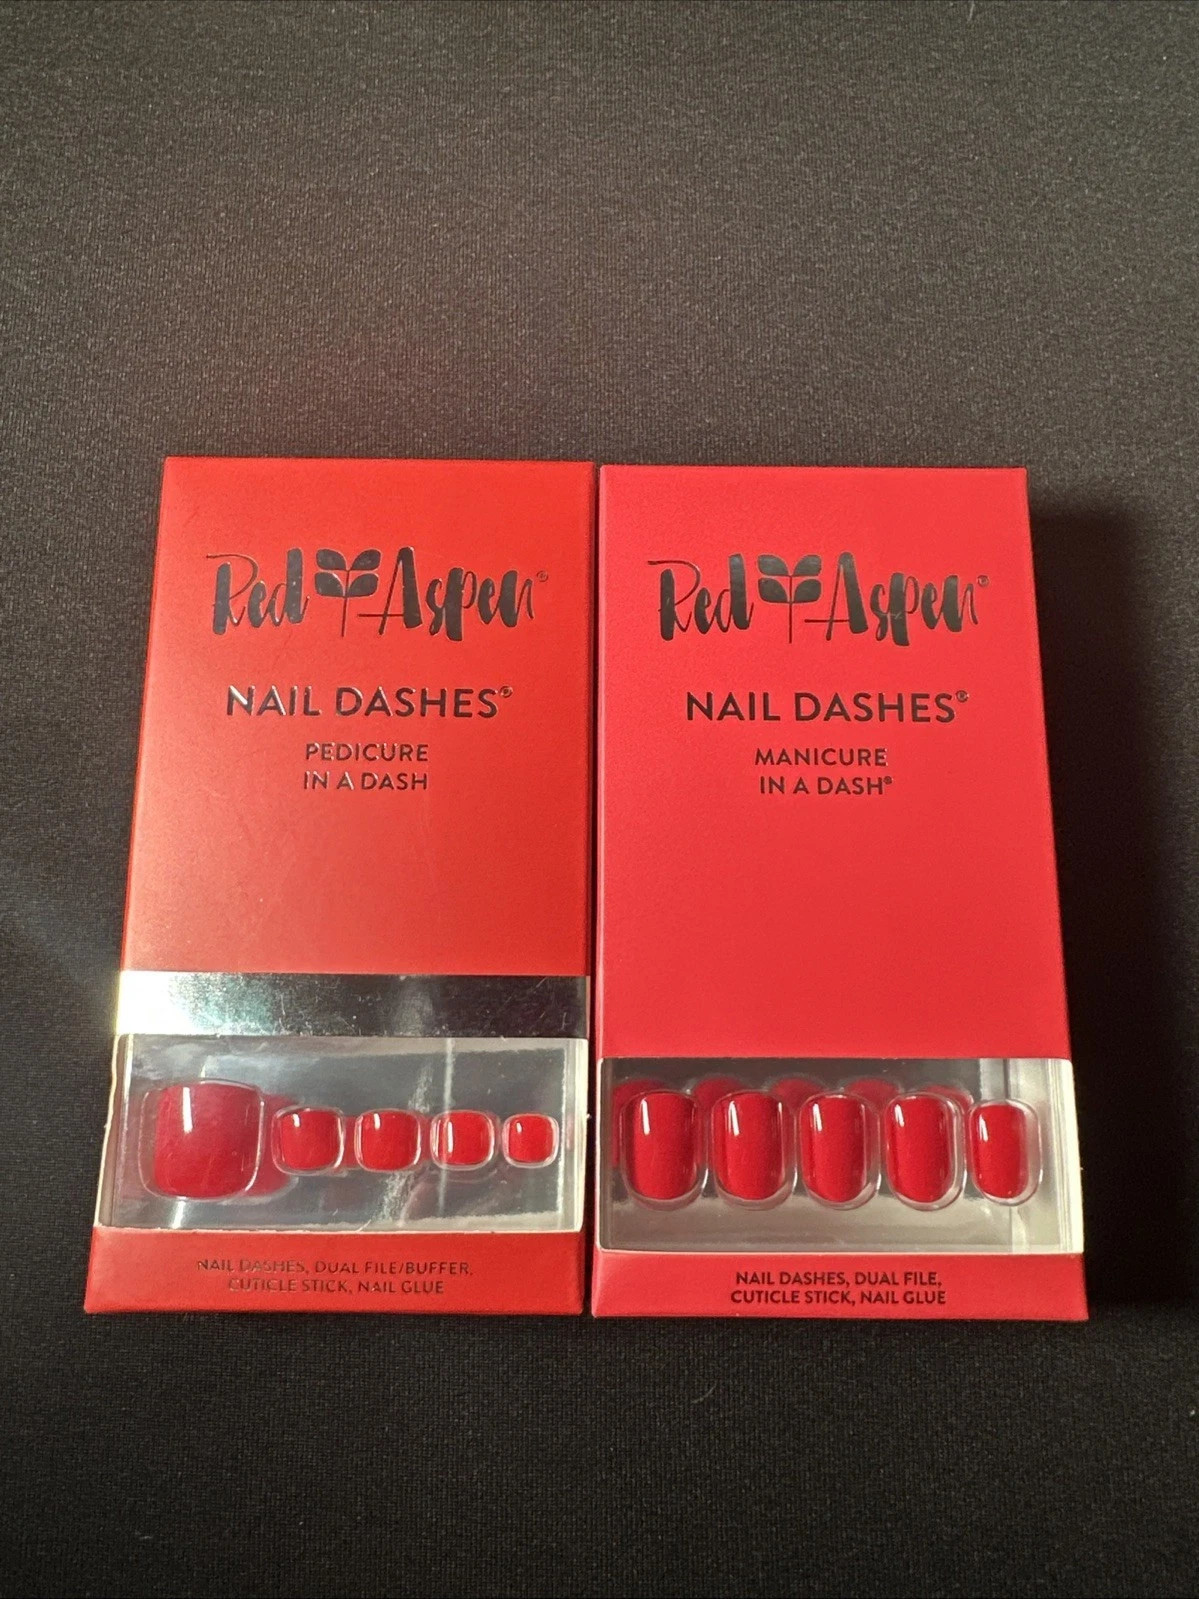 Red Aspen®
NAIL DASHES®
PEDICURE
IN A DASH
NAIL DASHES, DUAL FILE/BUFFER,
CUTICLE STICK, NAIL GLUE
Red Aspen®
NAIL DASHES®
MANICURE
IN A DASH®
NAIL DASHES, DUAL FILE,
CUTICLE STICK, NAIL GLUE